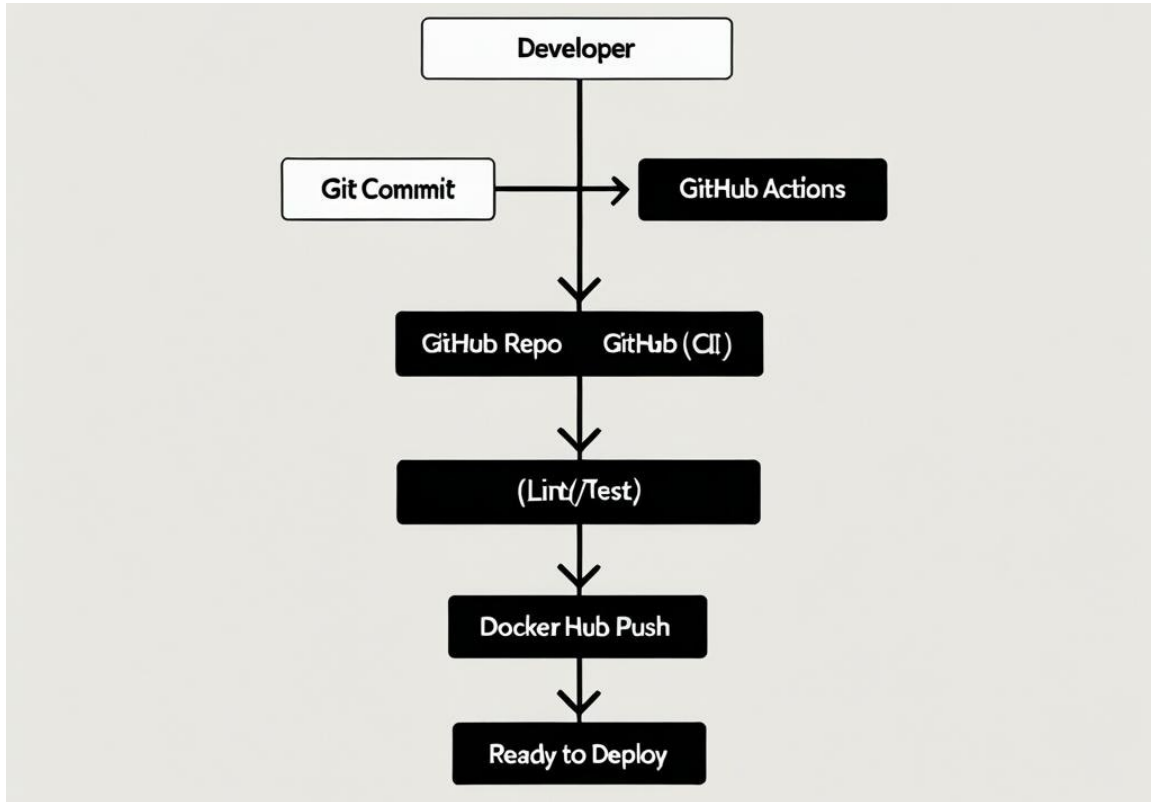 Developer
Git Commit
GitHub Actions
GitHub Repo GitHub (CI)
(Lint/Test)
Docker Hub Push
Ready to Deploy